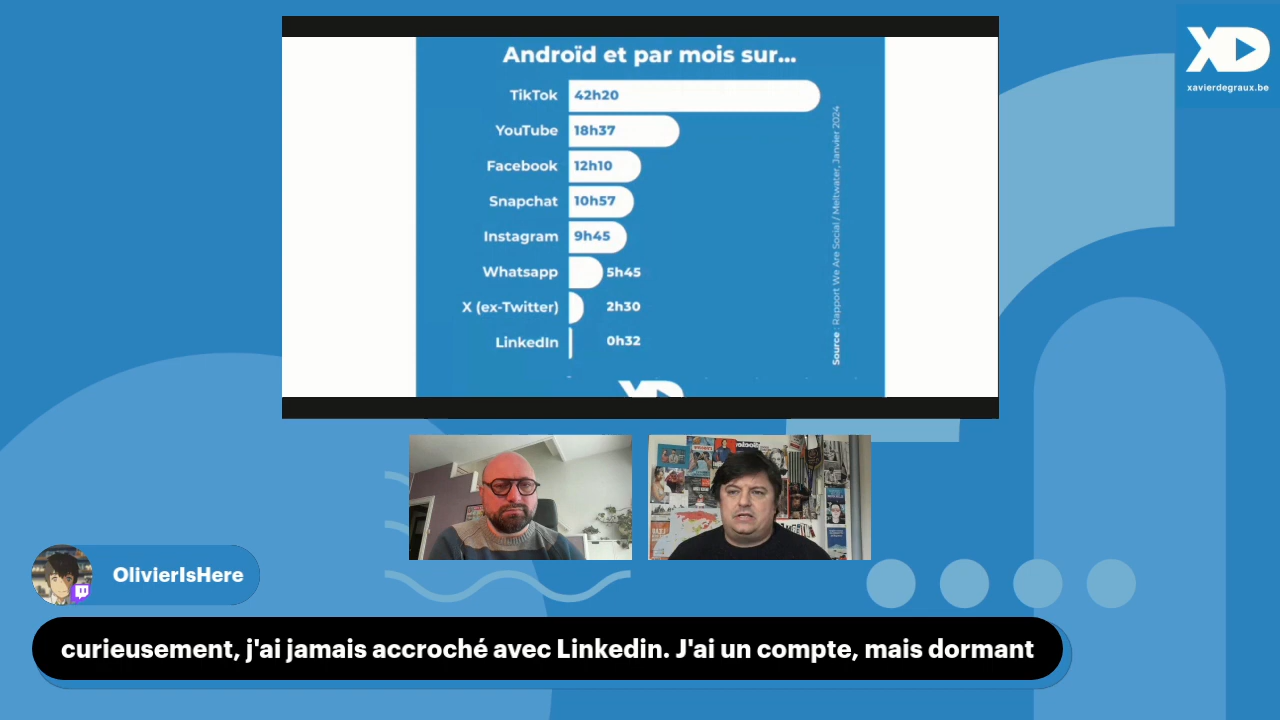 Androïd et par mois sur...
TikTok 42h20
YouTube 18h37
Facebook 12h10
Snapchat 10h57
Instagram 9h45
Whatsapp 5h45
X (ex-Twitter) 2h30
LinkedIn 0h32
Source : Rapport We Are Social / Meltwater, Janvier 2024
XD
XD
xavierdegraux.be
OlivierIsHere
curieusement, j'ai jamais accroché avec Linkedin. J'ai un compte, mais dormant